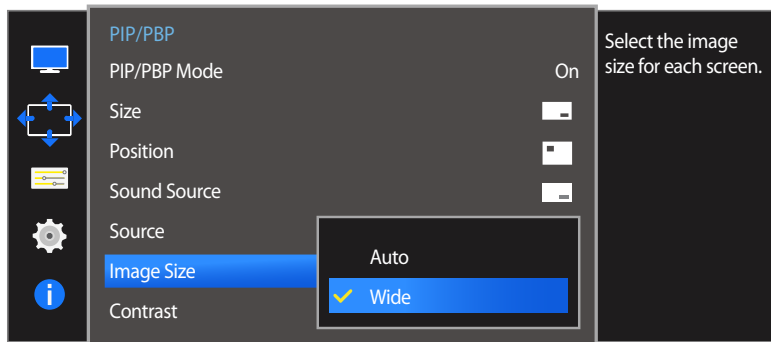 PIP/PBP
PIP/PBP Mode On
Size
Position
Sound Source
Source
Image Size
Contrast
Auto
Wide
Select the image
size for each screen.